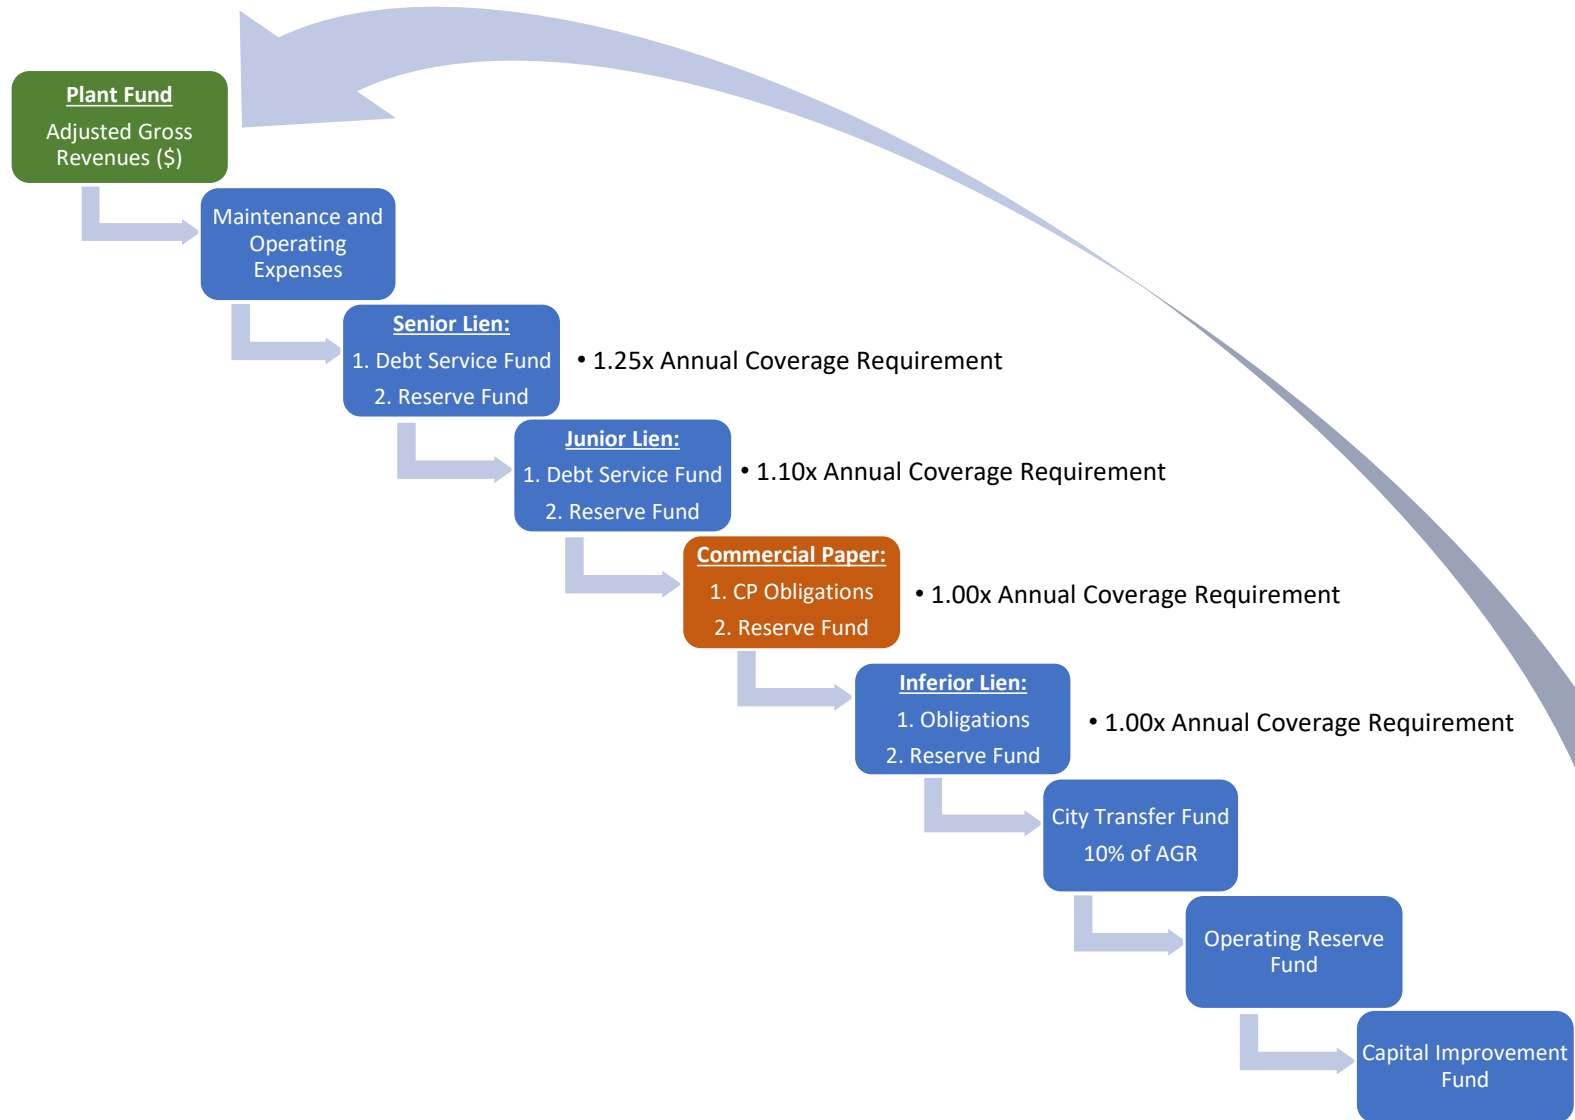 Plant Fund
Adjusted Gross
Revenues ($)
Maintenance and
Operating
Expenses
Senior Lien:
1. Debt Service Fund
2. Reserve Fund
• 1.25x Annual Coverage Requirement
Junior Lien:
1. Debt Service Fund
2. Reserve Fund
• 1.10x Annual Coverage Requirement
Commercial Paper:
1. CP Obligations
2. Reserve Fund
• 1.00x Annual Coverage Requirement
Inferior Lien:
1. Obligations
2. Reserve Fund
• 1.00x Annual Coverage Requirement
City Transfer Fund
10% of AGR
Operating Reserve
Fund
Capital Improvement
Fund